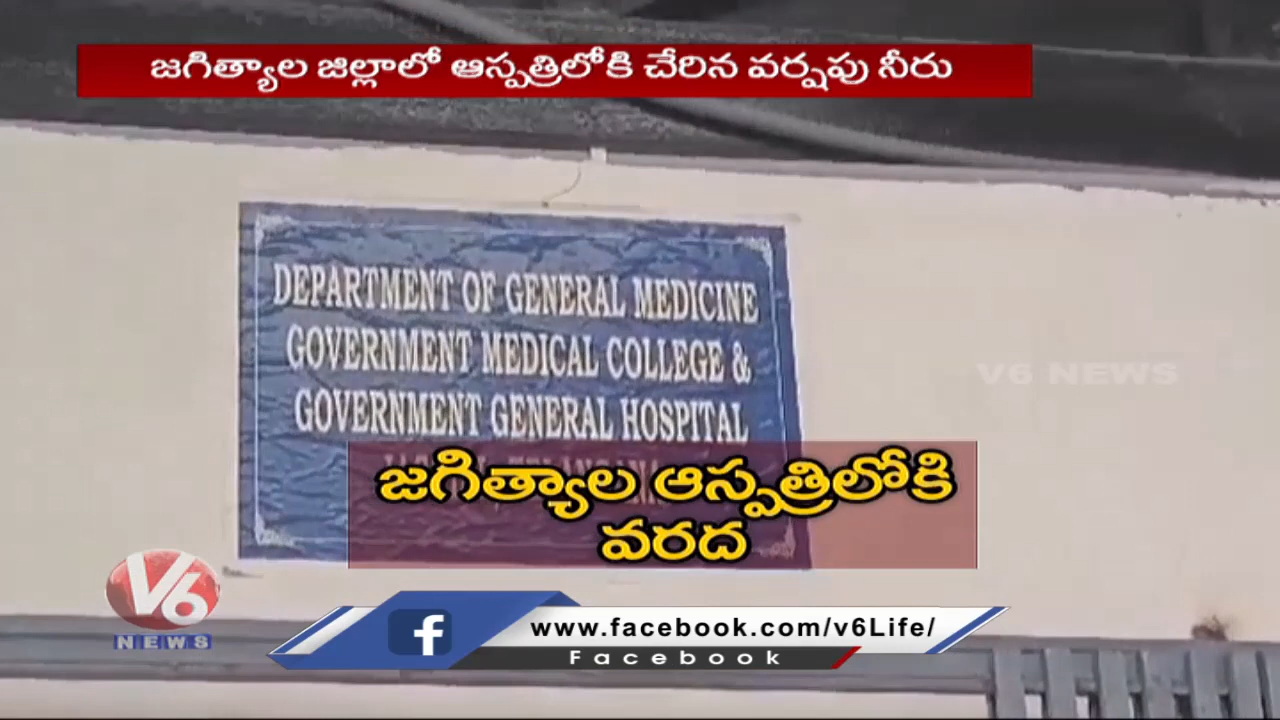 జగిత్యాల జిల్లాలో ఆస్పత్రిలోకి చేరిన వర్షపు నీరు
DEPARTMENT OF GENERAL MEDICINE
GOVERNMENT MEDICAL COLLEGE &
GOVERNMENT GENERAL HOSPITAL
V6 NEWS
జగిత్యాల ఆస్పత్రిలోకి
వరద
V6
NEWS
f
www.facebook.com/v6Life/
Facebook